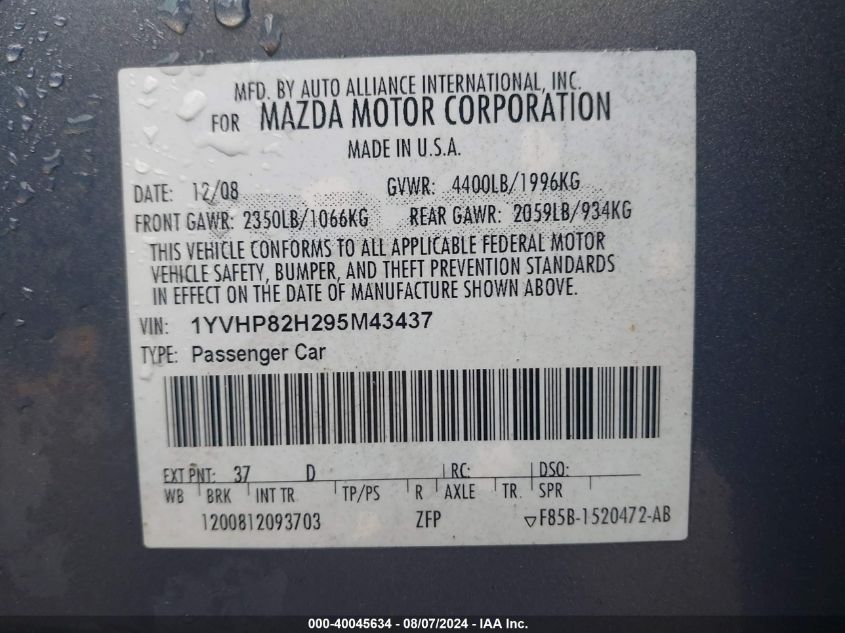 MFD. BY AUTO ALLIANCE INTERNATIONAL, INC.
FOR MAZDA MOTOR CORPORATION
MADE IN U.S.A.
DATE: 12/08 GVWR: 4400LB/1996KG
FRONT GAWR: 2350LB/1066KG REAR GAWR: 2059LB/934KG
THIS VEHICLE CONFORMS TO ALL APPLICABLE FEDERAL MOTOR
VEHICLE SAFETY, BUMPER, AND THEFT PREVENTION STANDARDS
IN EFFECT ON THE DATE OF MANUFACTURE SHOWN ABOVE.
VIN: 1YVHP82H295M43437
TYPE: Passenger Car
EXT PNT: 37 D RC: DSO:
WB BRK INT TR TP/PS R AXLE TR SPR
1200812093703 ZFP ▽F85B-1520472-AB
000-40045634 - 08/07/2024 - IAA Inc.